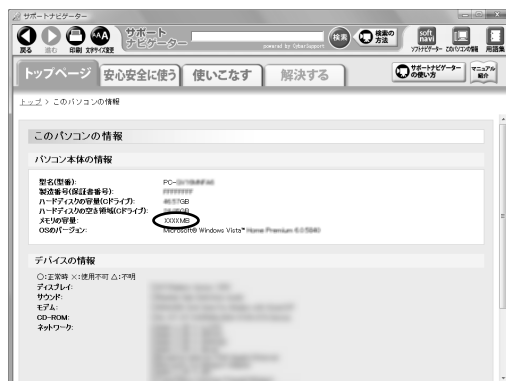 サポートナビゲーター
戻る 進む 印刷 文字サイズ変更
サポート
ナビゲーター
powered by CyberSupport
検索
検索の
方法
soft
navi
ソフトナビゲーター このパソコンの情報 用語集
トップページ 安心安全に使う 使いこなす 解決する
サポートナビゲーター
の使い方
マニュアル
紹介
トップ > このパソコンの情報
このパソコンの情報
パソコン本体の情報
型名(型番): PC-
製造番号(保証書番号):
ハードディスクの容量(Cドライブ): GB
ハードディスクの空き領域(Cドライブ):
メモリの容量: XXXXMB
OSのバージョン: Microsoft® Windows Vista™ Home Premium
デバイスの情報
○:正常時 ×:使用不可 △:不明
ディスプレイ:
サウンド:
モデム:
CD-ROM:
ネットワーク: